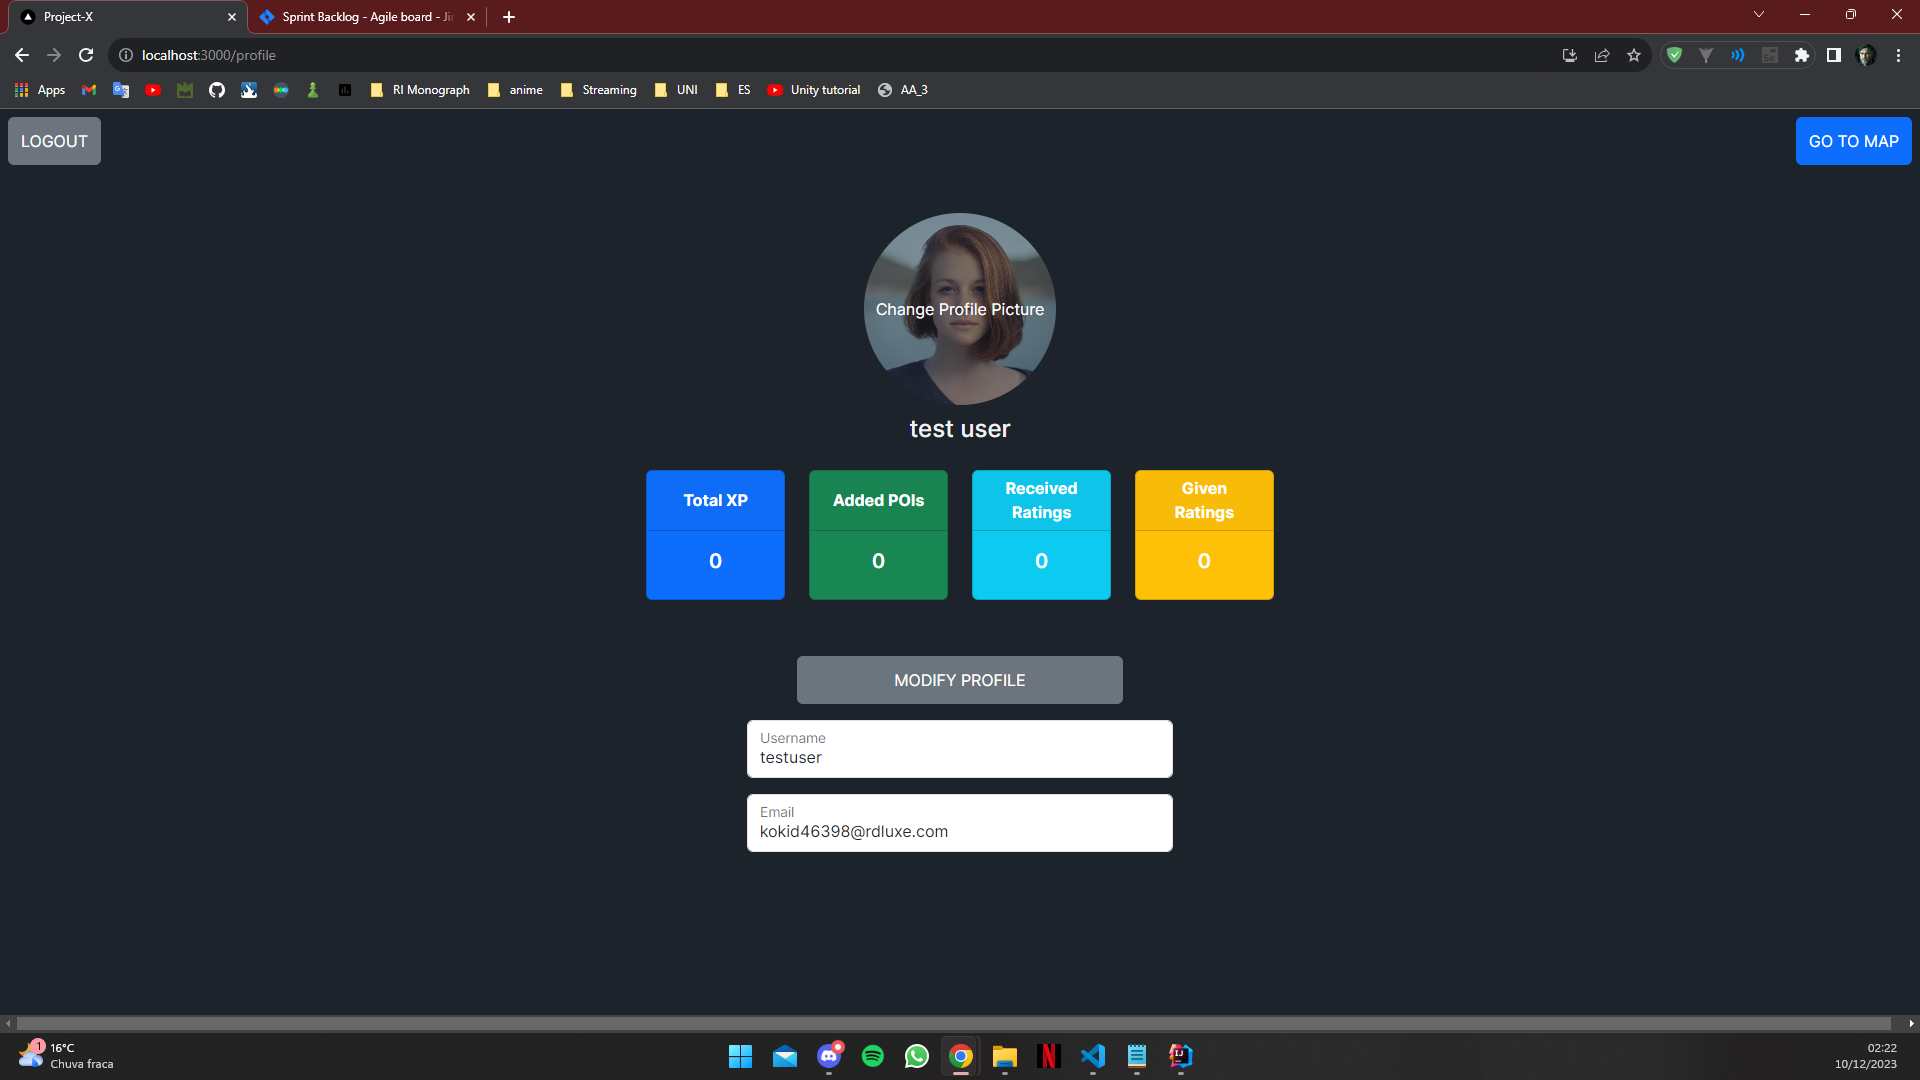 Project-X
Sprint Backlog - Agile board - Ji
localhost:3000/profile
Apps
RI Monograph
anime
Streaming
UNI
ES
Unity tutorial
AA_3
LOGOUT
GO TO MAP
Change Profile Picture
test user
Total XP
0
Added POIs
0
Received
Ratings
0
Given
Ratings
0
MODIFY PROFILE
Username
testuser
Email
kokid46398@rdluxe.com
1
16°C
Chuva fraca
02:22
10/12/2023